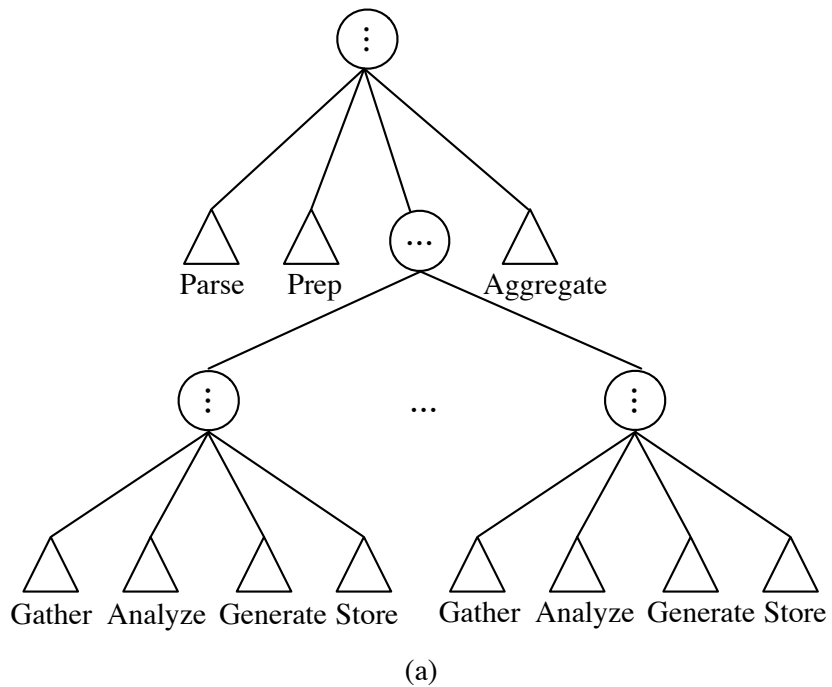 ⋮
Parse Prep ... Aggregate
⋮ ... ⋮
Gather Analyze Generate Store Gather Analyze Generate Store
(a)